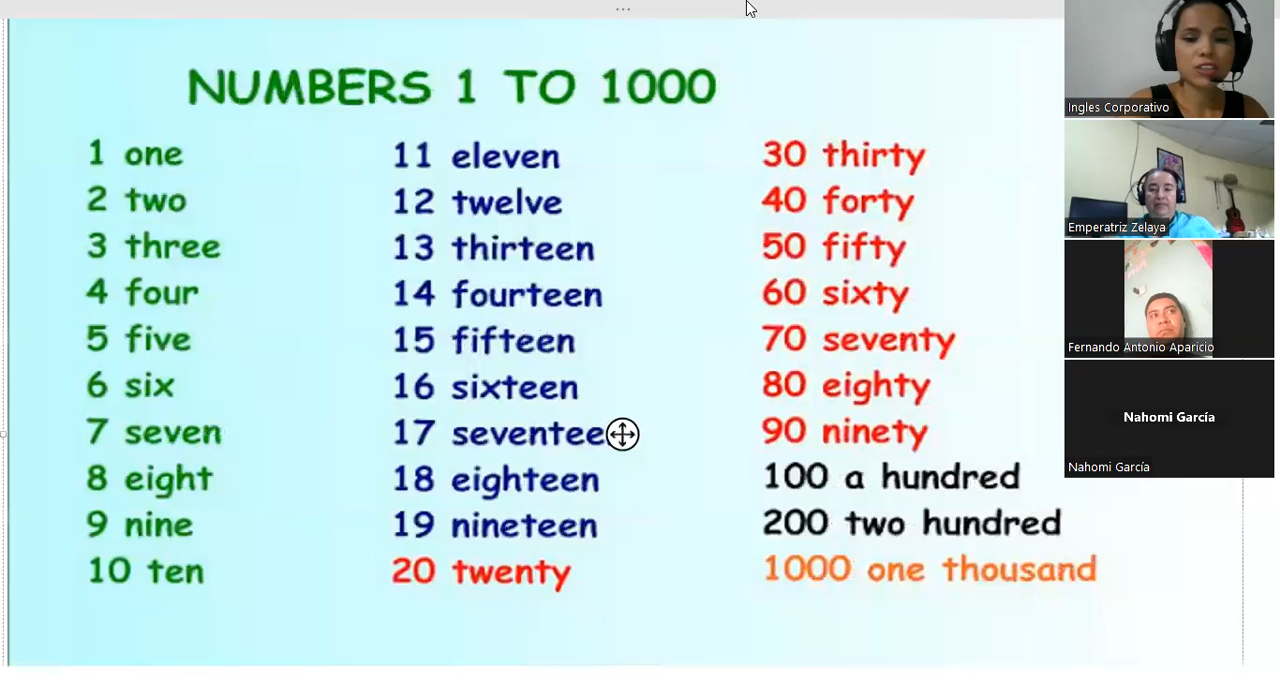 NUMBERS 1 TO 1000
1 one
2 two
3 three
4 four
5 five
6 six
7 seven
8 eight
9 nine
10 ten
11 eleven
12 twelve
13 thirteen
14 fourteen
15 fifteen
16 sixteen
17 seventee
18 eighteen
19 nineteen
20 twenty
30 thirty
40 forty
50 fifty
60 sixty
70 seventy
80 eighty
90 ninety
100 a hundred
200 two hundred
1000 one thousand
Ingles Corporativo
Emperatriz Zelaya
Fernando Antonio Aparicio
Nahomi García
Nahomi García